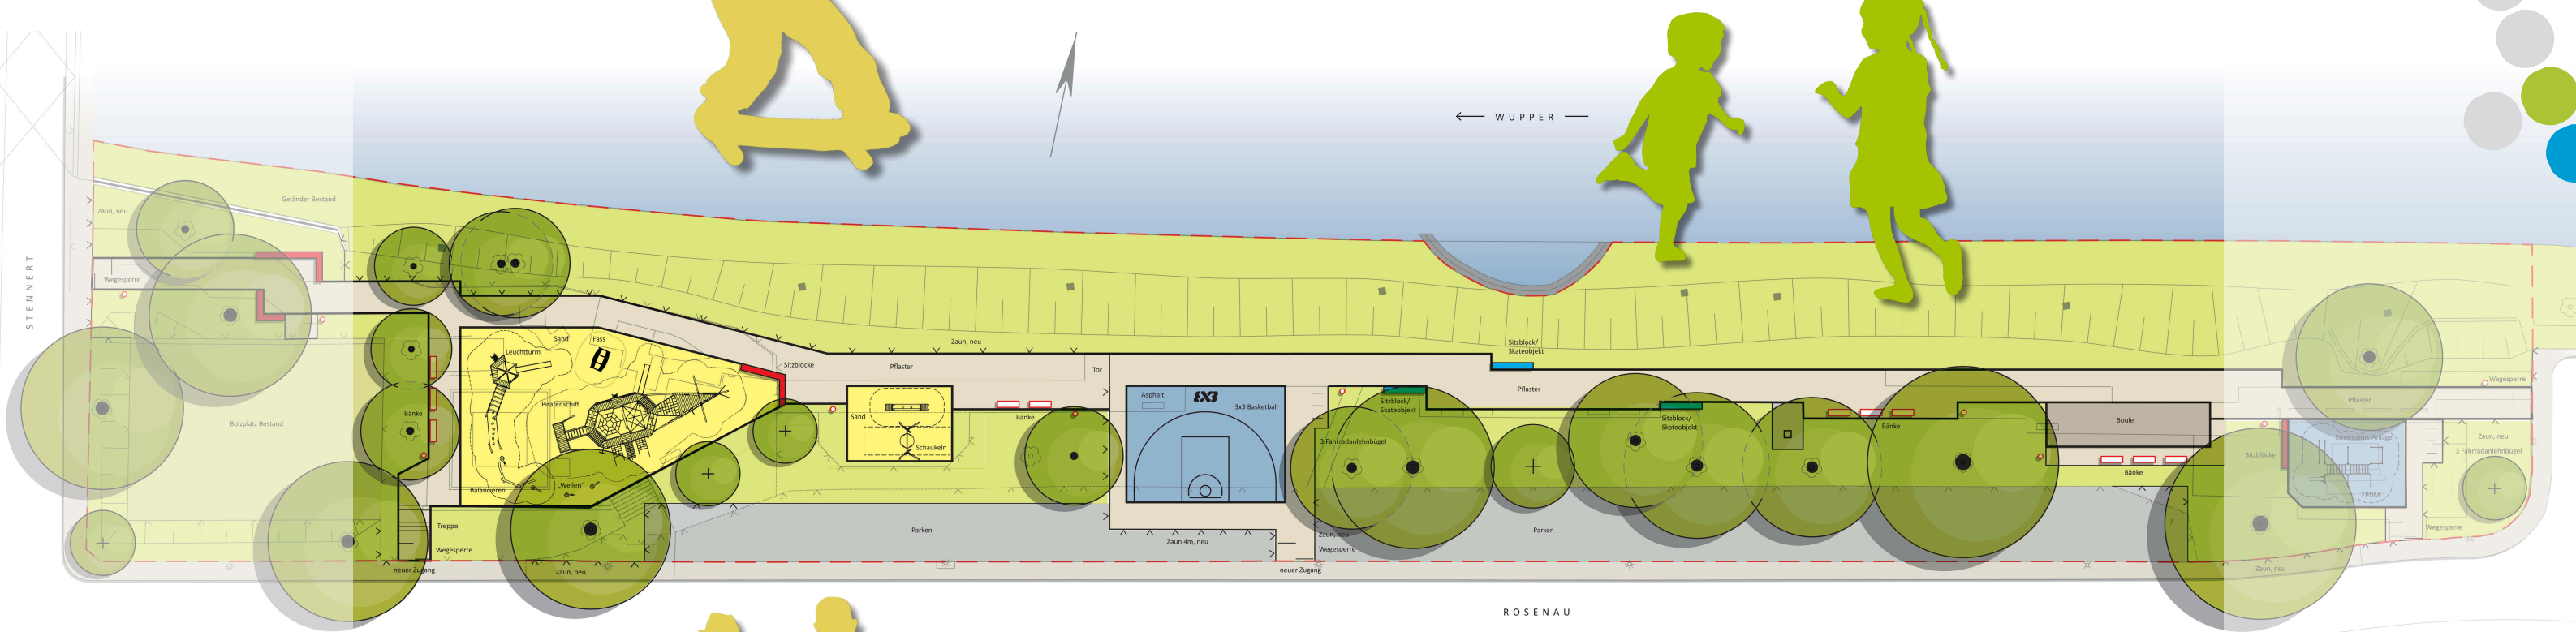 WUPPER
STENNERT
Zaun, neu
Geländer Bestand
Wegesperre
Bolzplatz Bestand
Bänke
Leuchtturm
Sand
Fass
Piratenschiff
Balancieren
„Wellen"
Treppe
Wegesperre
neuer Zugang
Zaun, neu
Sitzblöcke
Pflaster
Zaun, neu
Sand
Schaukeln
Bänke
Tor
Parken
Asphalt
3X3
3x3 Basketball
Zaun 4m, neu
neuer Zugang
Zaun, neu
Wegesperre
3 Fahrradanlehnbügel
Sitzblock/
Skateobjekt
Sitzblock/
Skateobjekt
Pflaster
Sitzblock/
Skateobjekt
Parken
Bänke
Boule
Bänke
Sitzblöcke
Pflaster
Wegesperre
Streetsport-Anlage
EPDM
Zaun, neu
3 Fahrradanlehnbügel
Wegesperre
Zaun, neu
ROSENAU